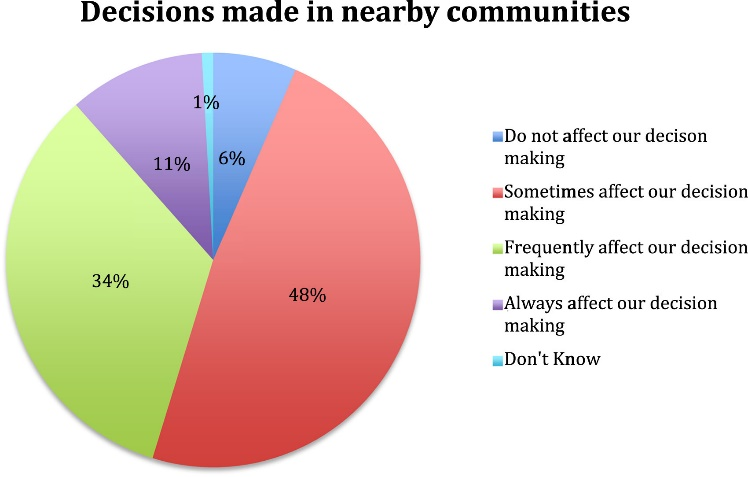 Decisions made in nearby communities
1%
6%
11%
34%
48%
Do not affect our decison
making
Sometimes affect our decision
making
Frequently affect our decision
making
Always affect our decision
making
Don't Know